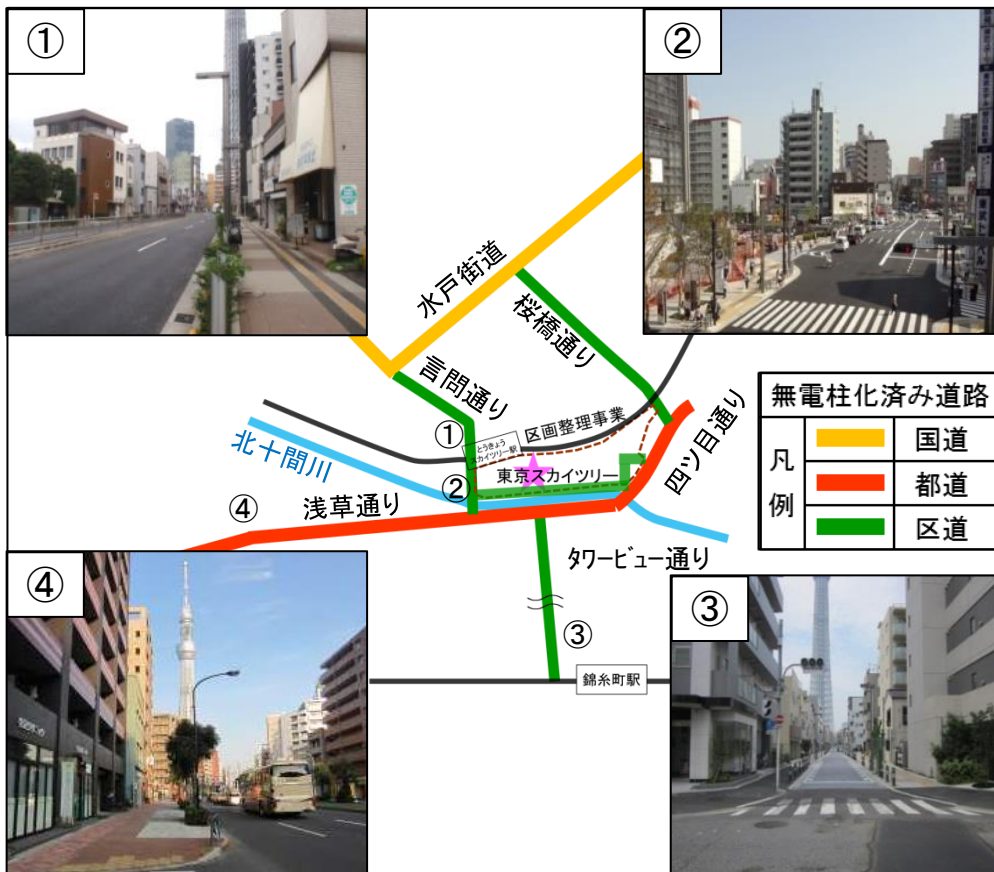 ①
②
水戸街道
桜橋通り
言問通り
①
とうきょう
スカイツリー駅
区画整理事業
四ツ目通り
北十間川
東京スカイツリー
②
浅草通り
④
タワービュー通り
③
錦糸町駅
無電柱化済み道路
凡例
国道
都道
区道
④
③